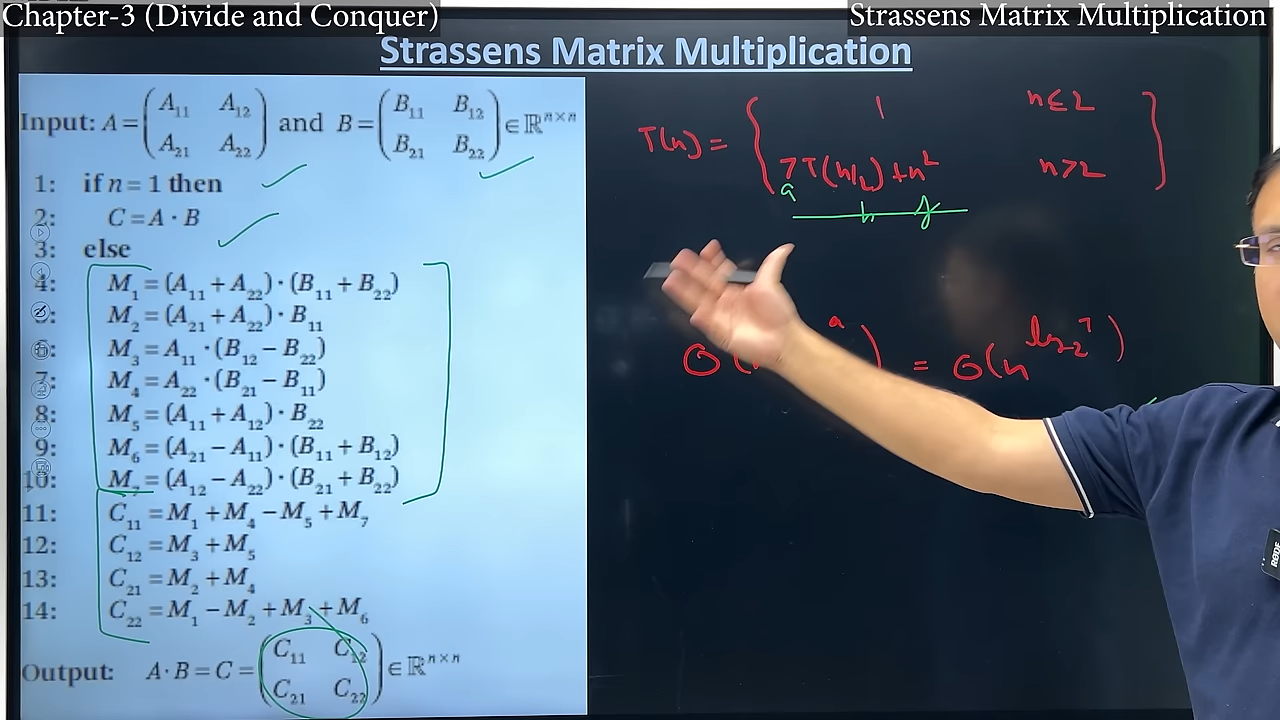 Chapter-3 (Divide and Conquer)
Strassens Matrix Multiplication
Strassens Matrix Multiplication
Input: A = (A₁₁ A₁₂
A₂₁ A₂₂) and B = (B₁₁ B₁₂
B₂₁ B₂₂) ∈ ℝⁿˣⁿ
1: if n = 1 then
2: C = A · B
3: else
4: M₁ = (A₁₁ + A₂₂) · (B₁₁ + B₂₂)
M₂ = (A₂₁ + A₂₂) · B₁₁
6: M₃ = A₁₁ · (B₁₂ − B₂₂)
7: M₄ = A₂₂ · (B₂₁ − B₁₁)
8: M₅ = (A₁₁ + A₁₂) · B₂₂
9: M₆ = (A₂₁ − A₁₁) · (B₁₁ + B₁₂)
10: M₇ = (A₁₂ − A₂₂) · (B₂₁ + B₂₂)
11: C₁₁ = M₁ + M₄ − M₅ + M₇
12: C₁₂ = M₃ + M₅
13: C₂₁ = M₂ + M₄
14: C₂₂ = M₁ − M₂ + M₃ + M₆
Output: A · B = C = (C₁₁ C₁₂
C₂₁ C₂₂) ∈ ℝⁿˣⁿ
T(n) = { 1 n≤2
7T(n/2) + n² n>2 }
a b f
Θ( a ) = Θ(n^log₂7)
RØDE